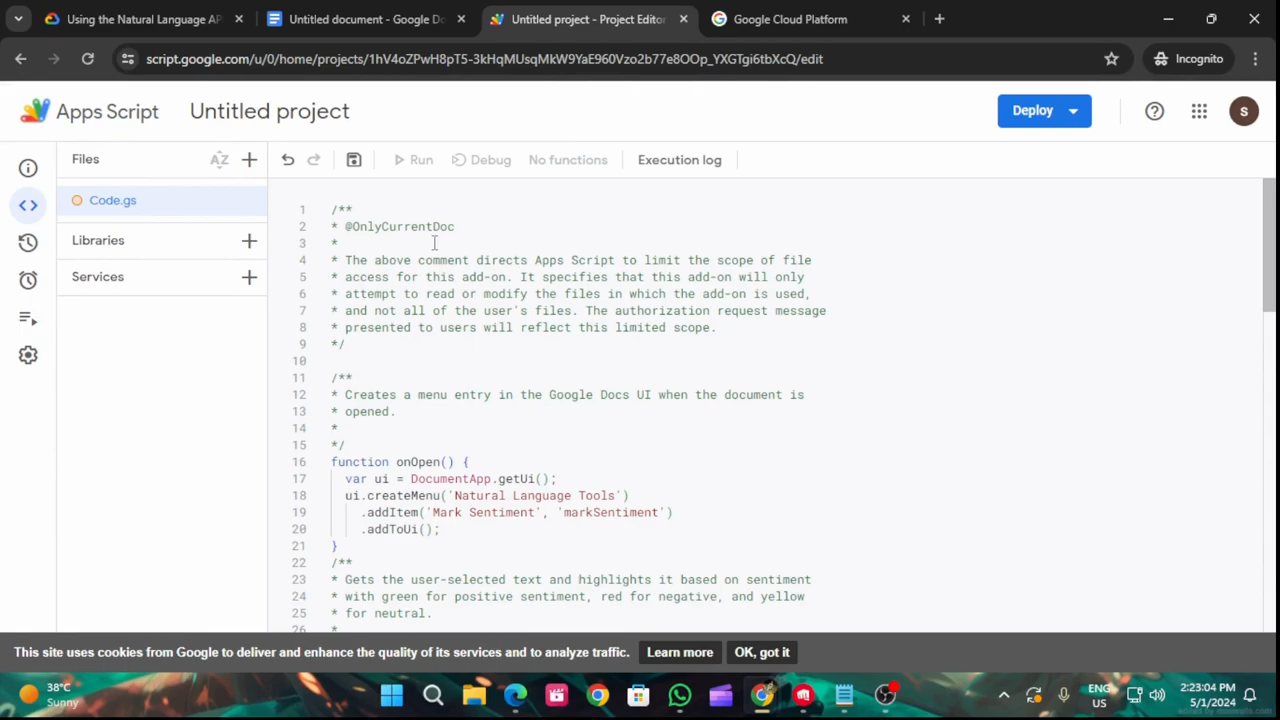 Using the Natural Language AP
Untitled document - Google Do
Untitled project - Project Editor
Google Cloud Platform
script.google.com/u/0/home/projects/1hV4oZPwH8pT5-3kHqMUsqMkW9YaE960Vzo2b77e8OOp_YXGTgi6tbXcQ/edit
Incognito
Apps Script
Untitled project
Deploy
S
Files
AZ
Run
Debug
No functions
Execution log
Code.gs
Libraries
Services
1 /**
2 * @OnlyCurrentDoc
3 *
4 * The above comment directs Apps Script to limit the scope of file
5 * access for this add-on. It specifies that this add-on will only
6 * attempt to read or modify the files in which the add-on is used,
7 * and not all of the user's files. The authorization request message
8 * presented to users will reflect this limited scope.
9 */
10
11 /**
12 * Creates a menu entry in the Google Docs UI when the document is
13 * opened.
14 *
15 */
16 function onOpen() {
17 var ui = DocumentApp.getUi();
18 ui.createMenu('Natural Language Tools')
19 .addItem('Mark Sentiment', 'markSentiment')
20 .addToUi();
21 }
22 /**
23 * Gets the user-selected text and highlights it based on sentiment
24 * with green for positive sentiment, red for negative, and yellow
25 * for neutral.
26 *
This site uses cookies from Google to deliver and enhance the quality of its services and to analyze traffic.
Learn more
OK, got it
38°C
Sunny
ENG
US
2:23:04 PM
5/1/2024